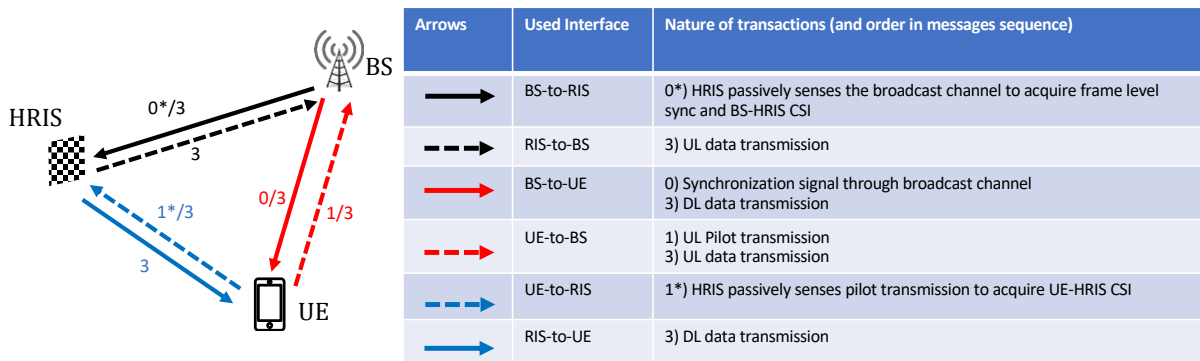 BS
HRIS
0*/3
3
0/3
1/3
1*/3
3
UE
Arrows Used Interface Nature of transactions (and order in messages sequence)
BS-to-RIS 0*) HRIS passively senses the broadcast channel to acquire frame level
sync and BS-HRIS CSI
RIS-to-BS 3) UL data transmission
BS-to-UE 0) Synchronization signal through broadcast channel
3) DL data transmission
UE-to-BS 1) UL Pilot transmission
3) UL data transmission
UE-to-RIS 1*) HRIS passively senses pilot transmission to acquire UE-HRIS CSI
RIS-to-UE 3) DL data transmission